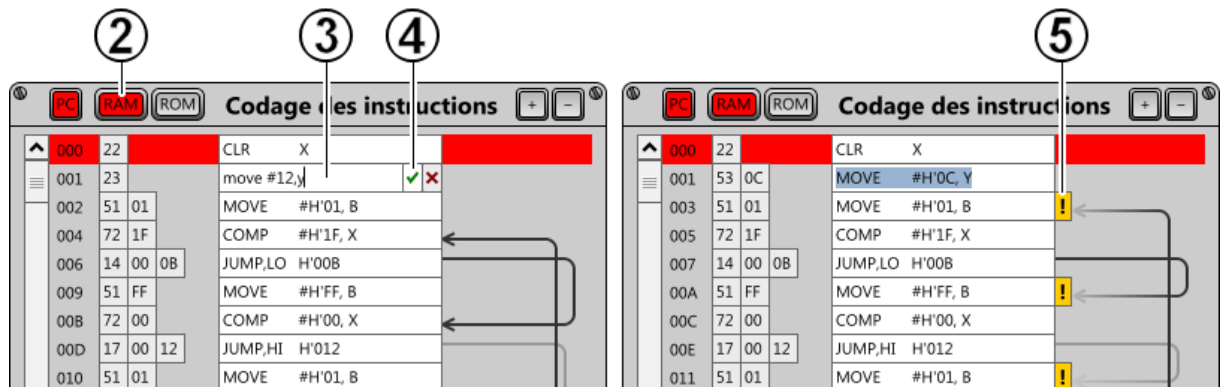 2 3 4 5
PC RAM ROM Codage des instructions + −
000 22 CLR X
001 23 move #12,y
002 51 01 MOVE #H'01, B
004 72 1F COMP #H'1F, X
006 14 00 0B JUMP,LO H'00B
009 51 FF MOVE #H'FF, B
00B 72 00 COMP #H'00, X
00D 17 00 12 JUMP,HI H'012
010 51 01 MOVE #H'01, B
PC RAM ROM Codage des instructions + −
000 22 CLR X
001 53 0C MOVE #H'0C, Y
003 51 01 MOVE #H'01, B !
005 72 1F COMP #H'1F, X
007 14 00 0B JUMP,LO H'00B
00A 51 FF MOVE #H'FF, B !
00C 72 00 COMP #H'00, X
00E 17 00 12 JUMP,HI H'012
011 51 01 MOVE #H'01, B !